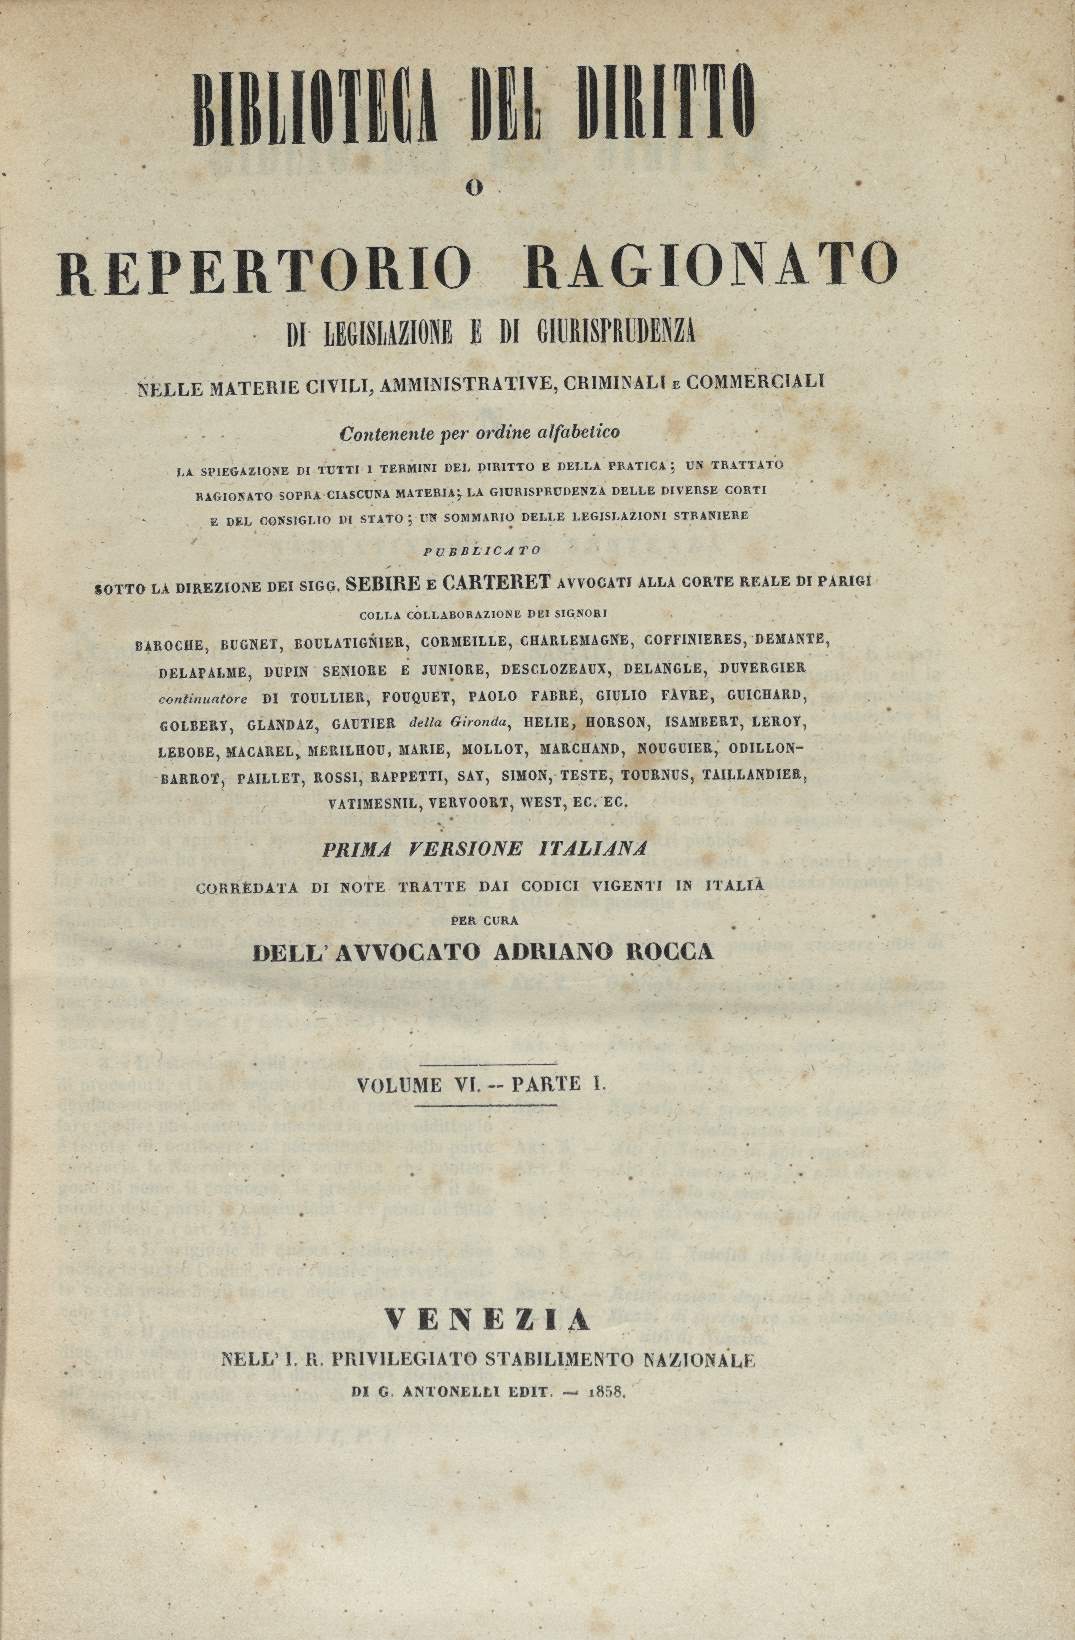 BIBLIOTECA DEL DIRITTO
O
REPERTORIO RAGIONATO
DI LEGISLAZIONE E DI GIURISPRUDENZA
NELLE MATERIE CIVILI, AMMINISTRATIVE, CRIMINALI E COMMERCIALI
Contenente per ordine alfabetico
LA SPIEGAZIONE DI TUTTI I TERMINI DEL DIRITTO E DELLA PRATICA; UN TRATTATO
RAGIONATO SOPRA CIASCUNA MATERIA; LA GIURISPRUDENZA DELLE DIVERSE CORTI
E DEL CONSIGLIO DI STATO; UN SOMMARIO DELLE LEGISLAZIONI STRANIERE
PUBBLICATO
SOTTO LA DIREZIONE DEI SIGG. SEBIRE E CARTERET AVVOCATI ALLA CORTE REALE DI PARIGI
COLLA COLLABORAZIONE DEI SIGNORI
BAROCHE, BUGNET, BOULATIGNIER, CORMEILLE, CHARLEMAGNE, COFFINIERES, DEMANTE,
DELAPALME, DUPIN SENIORE E JUNIORE, DESCLOZEAUX, DELANGLE, DUVERGIER
continuatore DI TOULLIER, FOUQUET, PAOLO FABRE, GIULIO FAVRE, GUICHARD,
GOLBERY, GLANDAZ, GAUTIER della Gironda, HELIE, HORSON, ISAMBERT, LEROY,
LEBOBE, MACAREL, MERILHOU, MARIE, MOLLOT, MARCHAND, NOUGUIER, ODILLON-
BARROT, PAILLET, ROSSI, RAPPETTI, SAY, SIMON, TESTE, TOURNUS, TAILLANDIER,
VATIMESNIL, VERVOORT, WEST, EC. EC.
PRIMA VERSIONE ITALIANA
CORREDATA DI NOTE TRATTE DAI CODICI VIGENTI IN ITALIA
PER CURA
DELL' AVVOCATO ADRIANO ROCCA
VOLUME VI. -- PARTE I.
VENEZIA
NELL' I. R. PRIVILEGIATO STABILIMENTO NAZIONALE
DI G. ANTONELLI EDIT. — 1858.